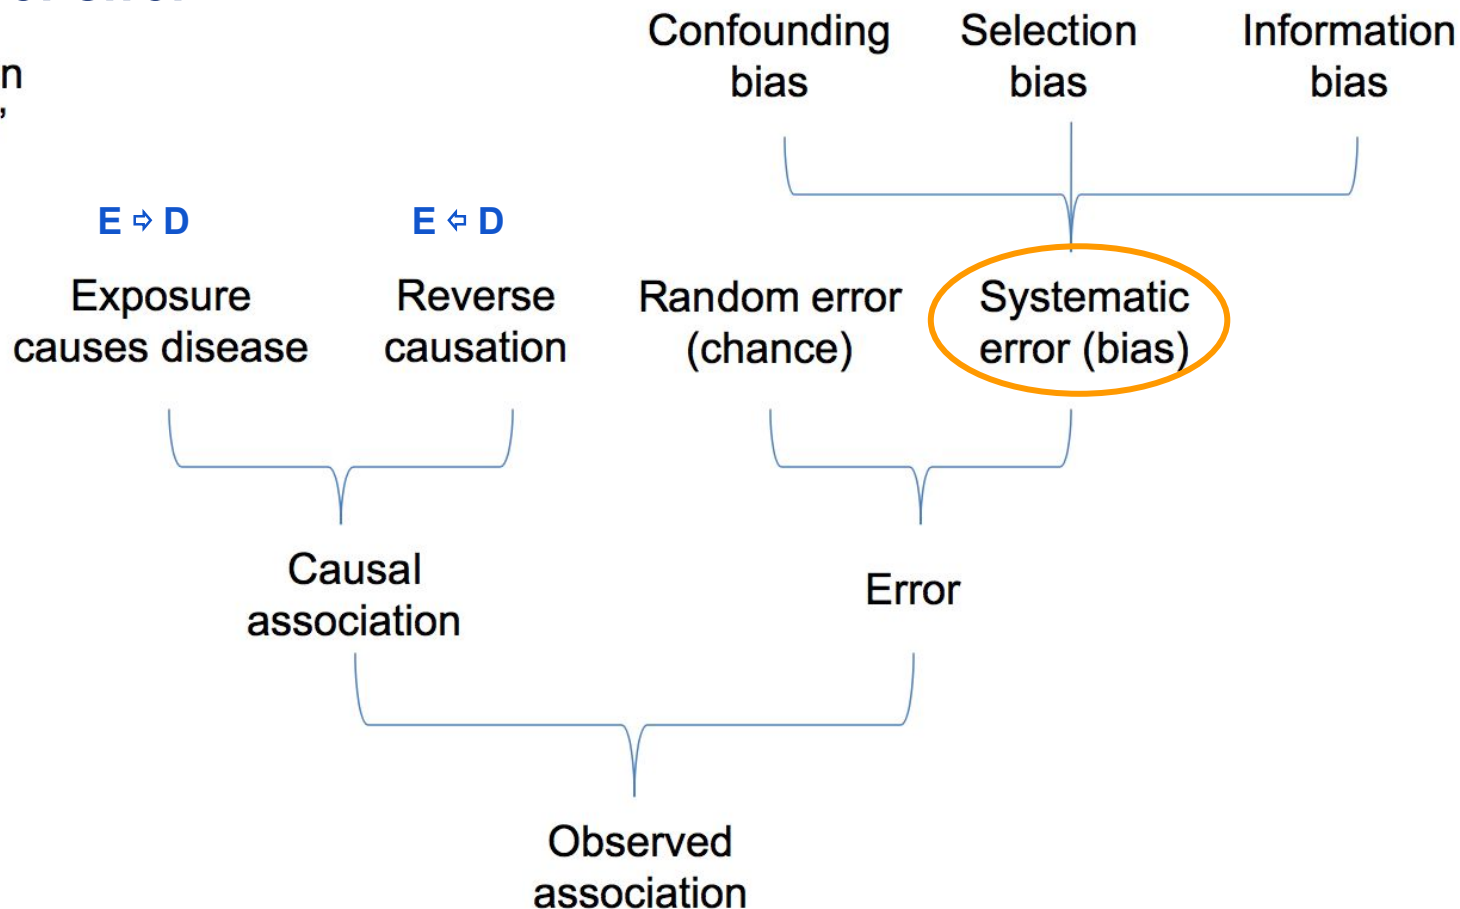 Confounding
bias
Selection
bias
Information
bias
n
,
E ⇨ D
E ⇦ D
Exposure
causes disease
Reverse
causation
Random error
(chance)
Systematic
error (bias)
Causal
association
Error
Observed
association